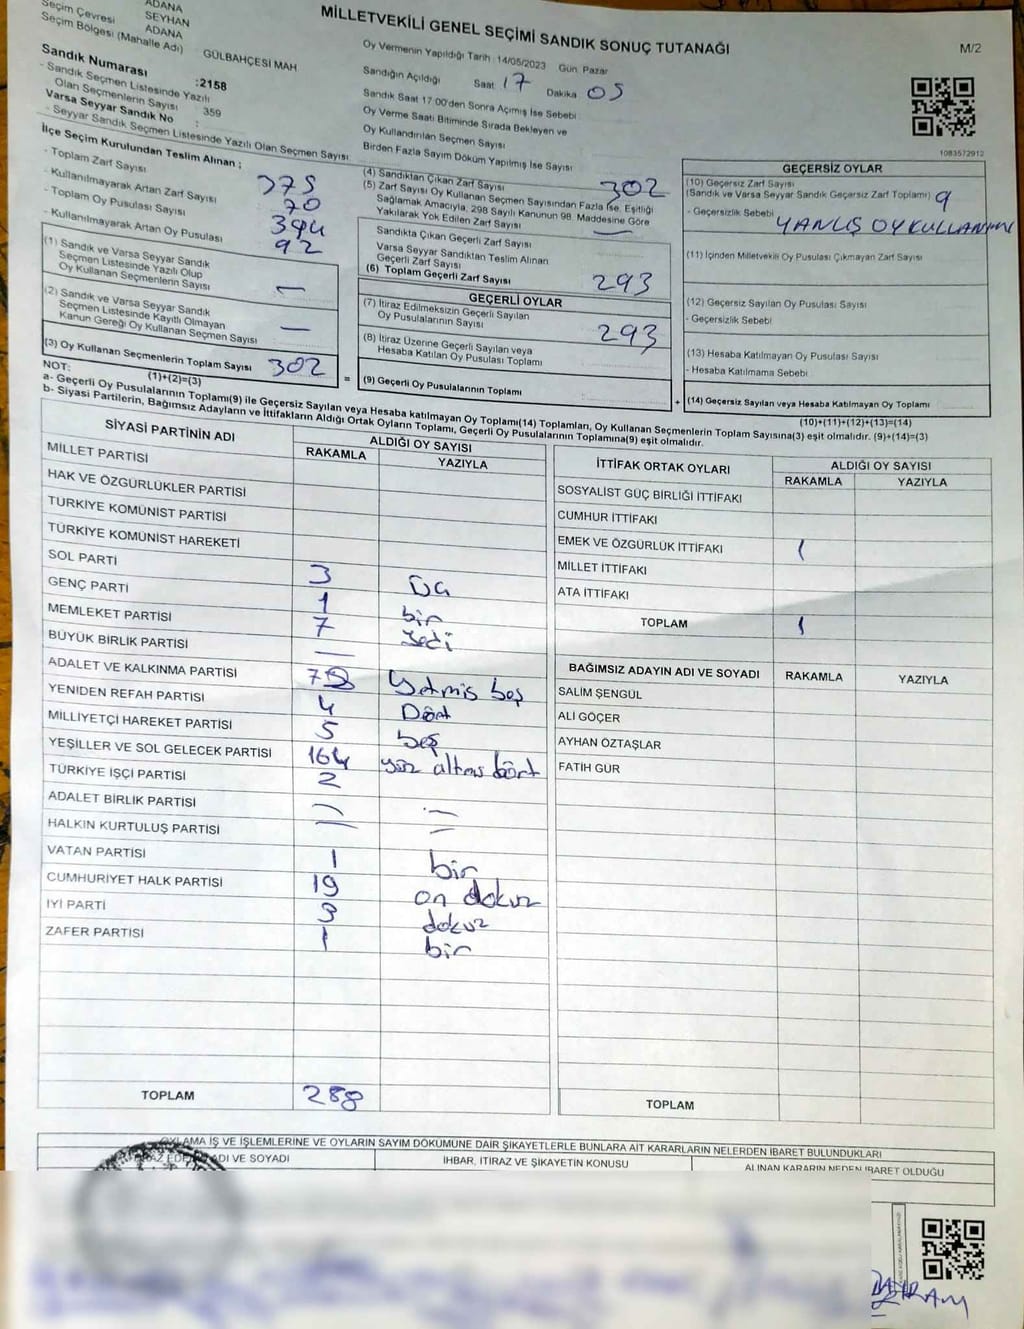 ADANA
Seçim Çevresi SEYHAN
Seçim Bölgesi (Mahalle Adı) ADANA
GÜLBAHÇESİ MAH
MİLLETVEKİLİ GENEL SEÇİMİ SANDIK SONUÇ TUTANAĞI
M/2
Sandık Numarası :2158
- Sandık Seçmen Listesinde Yazılı
Olan Seçmenlerin Sayısı : 359
Varsa Seyyar Sandık No :
- Seyyar Sandık Seçmen Listesinde Yazılı Olan Seçmen Sayısı
Oy Vermenin Yapıldığı Tarih 14/05/2023 Gün Pazar
Sandığın Açıldığı Saat 17 Dakika 05
Sandık Saat 17:00'den Sonra Açımış İse Sebebi
Oy Verme Saati Bitiminde Sırada Bekleyen ve
Oy Kullandırılan Seçmen Sayısı
Birden Fazla Sayım Döküm Yapılmış İse Sayısı
1083572912
İlçe Seçim Kurulundan Teslim Alınan ;
- Toplam Zarf Sayısı 375
- Kullanılmayarak Artan Zarf Sayısı 70
- Toplam Oy Pusulası Sayısı 394
- Kullanılmayarak Artan Oy Pusulası 92
(1) Sandık ve Varsa Seyyar Sandık
Seçmen Listesinde Yazılı Olup
Oy Kullanan Seçmenlerin Sayısı —
(2) Sandık ve Varsa Seyyar Sandık
Seçmen Listesinde Kayıtlı Olmayan
Kanun Gereği Oy Kullanan Seçmen Sayısı —
(3) Oy Kullanan Seçmenlerin Toplam Sayısı 302
(1)+(2)=(3)
(4) Sandıktan Çıkan Zarf Sayısı 302
(5) Zarf Sayısı Oy Kullanan Seçmen Sayısından Fazla İse, Eşitliği
Sağlamak Amacıyla, 298 Sayılı Kanunun 98. Maddesine Göre
Yakılarak Yok Edilen Zarf Sayısı —
Sandıkta Çıkan Geçerli Zarf Sayısı
Varsa Seyyar Sandıktan Teslim Alınan
Geçerli Zarf Sayısı
(6) Toplam Geçerli Zarf Sayısı 293
GEÇERLİ OYLAR
(7) İtiraz Edilmeksizin Geçerli Sayılan
Oy Pusulalarının Sayısı 293
(8) İtiraz Üzerine Geçerli Sayılan veya
Hesaba Katılan Oy Pusulası Toplamı
= (9) Geçerli Oy Pusulalarının Toplamı
GEÇERSİZ OYLAR
(10) Geçersiz Zarf Sayısı
(Sandık ve Varsa Seyyar Sandık Geçersiz Zarf Toplamı) 9
- Geçersizlik Sebebi YANLIŞ OY KULLANIMI
(11) İçinden Milletvekili Oy Pusulası Çıkmayan Zarf Sayısı
(12) Geçersiz Sayılan Oy Pusulası Sayısı
- Geçersizlik Sebebi
(13) Hesaba Katılmayan Oy Pusulası Sayısı
- Hesaba Katılmama Sebebi
+ (14) Geçersiz Sayılan veya Hesaba Katılmayan Oy Toplamı
(10)+(11)+(12)+(13)=(14)
NOT:
a- Geçerli Oy Pusulalarının Toplamı(9) ile Geçersiz Sayılan veya Hesaba katılmayan Oy Toplamı(14) Toplamları, Oy Kullanan Seçmenlerin Toplam Sayısına(3) eşit olmalıdır. (9)+(14)=(3)
b- Siyasi Partilerin, Bağımsız Adayların ve İttifakların Aldığı Ortak Oyların Toplamı, Geçerli Oy Pusulalarının Toplamına(9) eşit olmalıdır.
SİYASİ PARTİNİN ADI
ALDIĞI OY SAYISI
RAKAMLA YAZIYLA
MİLLET PARTİSİ
HAK VE ÖZGÜRLÜKLER PARTİSİ
TÜRKİYE KOMÜNİST PARTİSİ
TÜRKİYE KOMÜNİST HAREKETİ
SOL PARTİ 3 Üç
GENÇ PARTİ 1 bir
MEMLEKET PARTİSİ 7 Yedi
BÜYÜK BİRLİK PARTİSİ —
ADALET VE KALKINMA PARTİSİ 75 Yetmiş beş
YENİDEN REFAH PARTİSİ 4 Dört
MİLLİYETÇİ HAREKET PARTİSİ 5 beş
YEŞİLLER VE SOL GELECEK PARTİSİ 164 yüz altmış dört
TÜRKİYE İŞÇİ PARTİSİ 2
ADALET BİRLİK PARTİSİ — —
HALKIN KURTULUŞ PARTİSİ — —
VATAN PARTİSİ 1 bir
CUMHURİYET HALK PARTİSİ 19 on dokuz
İYİ PARTİ 9 dokuz
ZAFER PARTİSİ 1 bir
TOPLAM 288
İTTİFAK ORTAK OYLARI
ALDIĞI OY SAYISI
RAKAMLA YAZIYLA
SOSYALİST GÜÇ BİRLİĞİ İTTİFAKI
CUMHUR İTTİFAKI
EMEK VE ÖZGÜRLÜK İTTİFAKI 1
MİLLET İTTİFAKI
ATA İTTİFAKI
TOPLAM 1
BAĞIMSIZ ADAYIN ADI VE SOYADI RAKAMLA YAZIYLA
SALİM ŞENGÜL
ALİ GÖÇER
AYHAN ÖZTAŞLAR
FATİH GÜR
TOPLAM
OYLAMA İŞ VE İŞLEMLERİNE VE OYLARIN SAYIM DÖKÜMÜNE DAİR ŞİKAYETLERLE BUNLARA AİT KARARLARIN NELERDEN İBARET BULUNDUKLARI
ADI VE SOYADI
İHBAR, İTİRAZ VE ŞİKAYETİN KONUSU
ALINAN KARARIN NEDEN İBARET OLDUĞU
BAYRAM